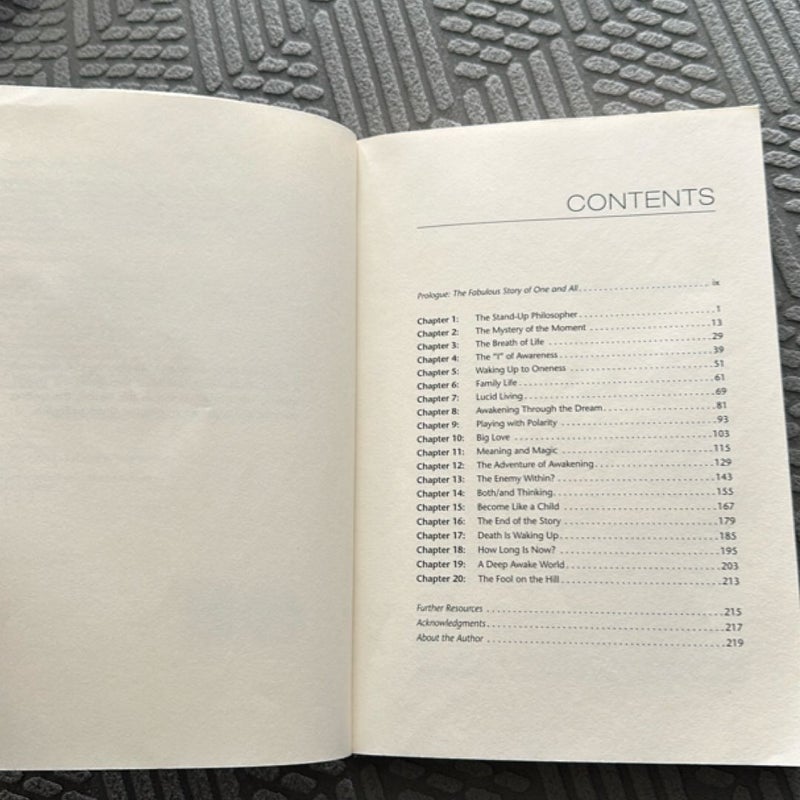 CONTENTS
Prologue: The Fabulous Story of One and All. . . . . . . . . . . . . . . . . . . . . . . . ix
Chapter 1: The Stand-Up Philosopher. . . . . . . . . . . . . . . . . . . . . . . . 1
Chapter 2: The Mystery of the Moment . . . . . . . . . . . . . . . . . . . . . . 13
Chapter 3: The Breath of Life . . . . . . . . . . . . . . . . . . . . . . . . . . . . . . 29
Chapter 4: The "I" of Awareness. . . . . . . . . . . . . . . . . . . . . . . . . . . . 39
Chapter 5: Waking Up to Oneness . . . . . . . . . . . . . . . . . . . . . . . . . . 51
Chapter 6: Family Life. . . . . . . . . . . . . . . . . . . . . . . . . . . . . . . . . . . . 61
Chapter 7: Lucid Living. . . . . . . . . . . . . . . . . . . . . . . . . . . . . . . . . . . 69
Chapter 8: Awakening Through the Dream. . . . . . . . . . . . . . . . . . . . 81
Chapter 9: Playing with Polarity . . . . . . . . . . . . . . . . . . . . . . . . . . . . 93
Chapter 10: Big Love . . . . . . . . . . . . . . . . . . . . . . . . . . . . . . . . . . . . 103
Chapter 11: Meaning and Magic. . . . . . . . . . . . . . . . . . . . . . . . . . . 115
Chapter 12: The Adventure of Awakening. . . . . . . . . . . . . . . . . . . . 129
Chapter 13: The Enemy Within? . . . . . . . . . . . . . . . . . . . . . . . . . . . 143
Chapter 14: Both/and Thinking. . . . . . . . . . . . . . . . . . . . . . . . . . . . 155
Chapter 15: Become Like a Child . . . . . . . . . . . . . . . . . . . . . . . . . . 167
Chapter 16: The End of the Story . . . . . . . . . . . . . . . . . . . . . . . . . . 179
Chapter 17: Death Is Waking Up. . . . . . . . . . . . . . . . . . . . . . . . . . . 185
Chapter 18: How Long Is Now? . . . . . . . . . . . . . . . . . . . . . . . . . . . 195
Chapter 19: A Deep Awake World. . . . . . . . . . . . . . . . . . . . . . . . . . 203
Chapter 20: The Fool on the Hill. . . . . . . . . . . . . . . . . . . . . . . . . . . 213
Further Resources . . . . . . . . . . . . . . . . . . . . . . . . . . . . . . . . . . . . . . 215
Acknowledgments. . . . . . . . . . . . . . . . . . . . . . . . . . . . . . . . . . . . . . 217
About the Author . . . . . . . . . . . . . . . . . . . . . . . . . . . . . . . . . . . . . . 219